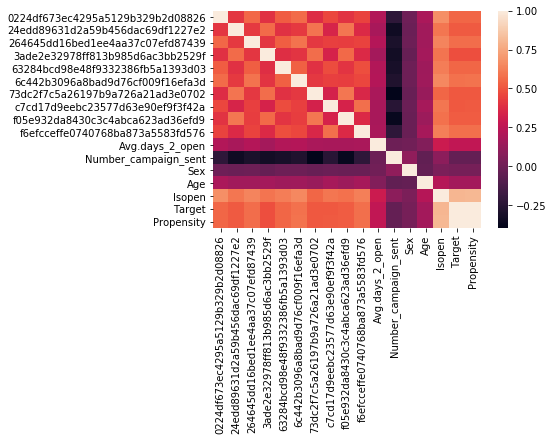 0224df673ec4295a5129b329b2d08826
24edd89631d2a59b456dac69df1227e2
264645dd16bed1ee4aa37c07efd87439
3ade2e32978ff813b985d6ac3bb2529f
63284bcd98e48f9332386fb5a1393d03
6c442b3096a8bad9d76cf009f16efa3d
73dc2f7c5a26197b9a726a21ad3e0702
c7cd17d9eebc23577d63e90ef9f3f42a
f05e932da8430c3c4abca623ad36efd9
f6efcceffe0740768ba873a5583fd576
Avg.days_2_open
Number_campaign_sent
Sex
Age
Isopen
Target
Propensity
0224df673ec4295a5129b329b2d08826
24edd89631d2a59b456dac69df1227e2
264645dd16bed1ee4aa37c07efd87439
3ade2e32978ff813b985d6ac3bb2529f
63284bcd98e48f9332386fb5a1393d03
6c442b3096a8bad9d76cf009f16efa3d
73dc2f7c5a26197b9a726a21ad3e0702
c7cd17d9eebc23577d63e90ef9f3f42a
f05e932da8430c3c4abca623ad36efd9
f6efcceffe0740768ba873a5583fd576
Avg.days_2_open
Number_campaign_sent
Sex
Age
Isopen
Target
Propensity
1.00
0.75
0.50
0.25
0.00
−0.25